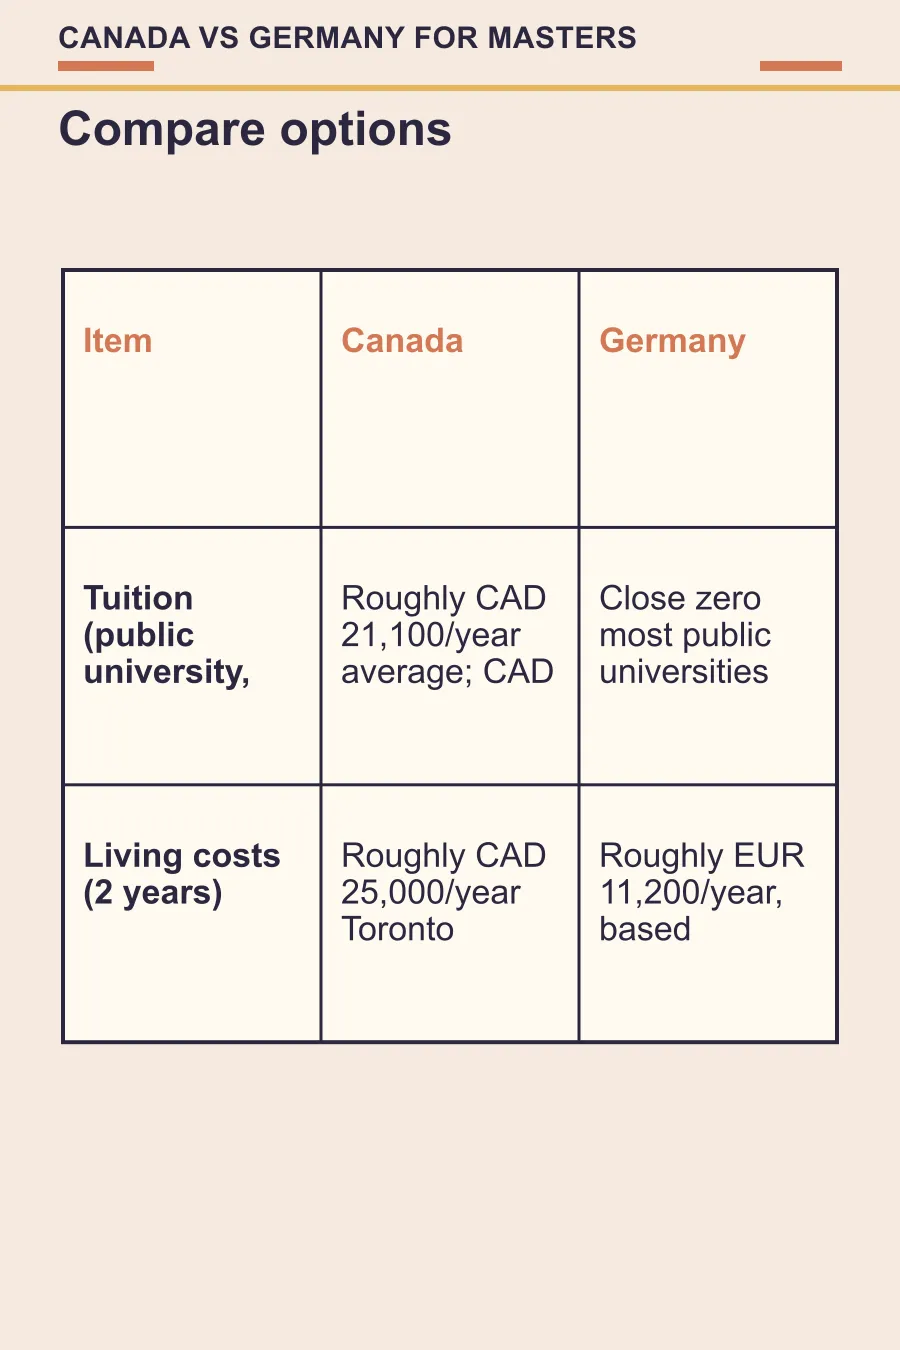 CANADA VS GERMANY FOR MASTERS
Compare options
Item
Canada
Germany
Tuition
(public
university,
Roughly CAD
21,100/year
average; CAD
Close zero
most public
universities
Living costs
(2 years)
Roughly CAD
25,000/year
Toronto
Roughly EUR
11,200/year,
based